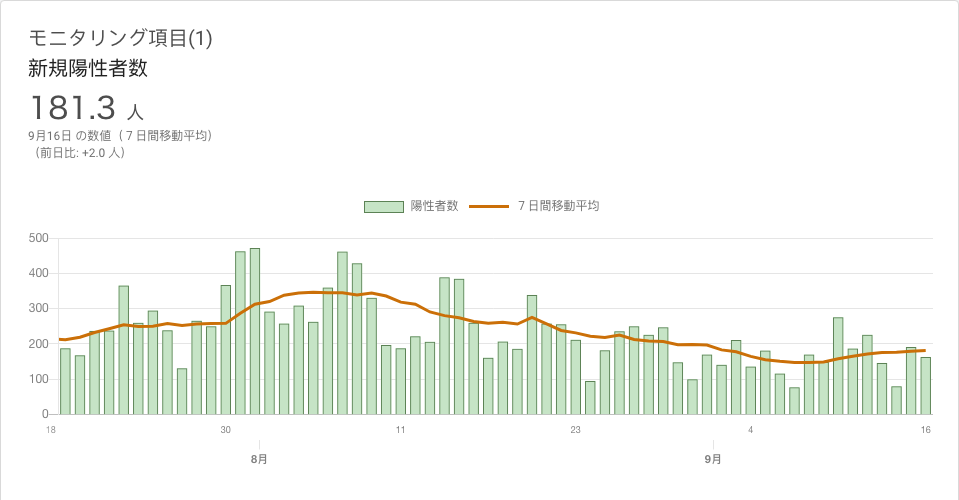 モニタリング項目(1)
新規陽性者数
181.3 人
9月16日 の数値（７日間移動平均）
（前日比: +2.0 人）
陽性者数 ７日間移動平均
500
400
300
200
100
0
18 30 11 23 4 16
8月 9月